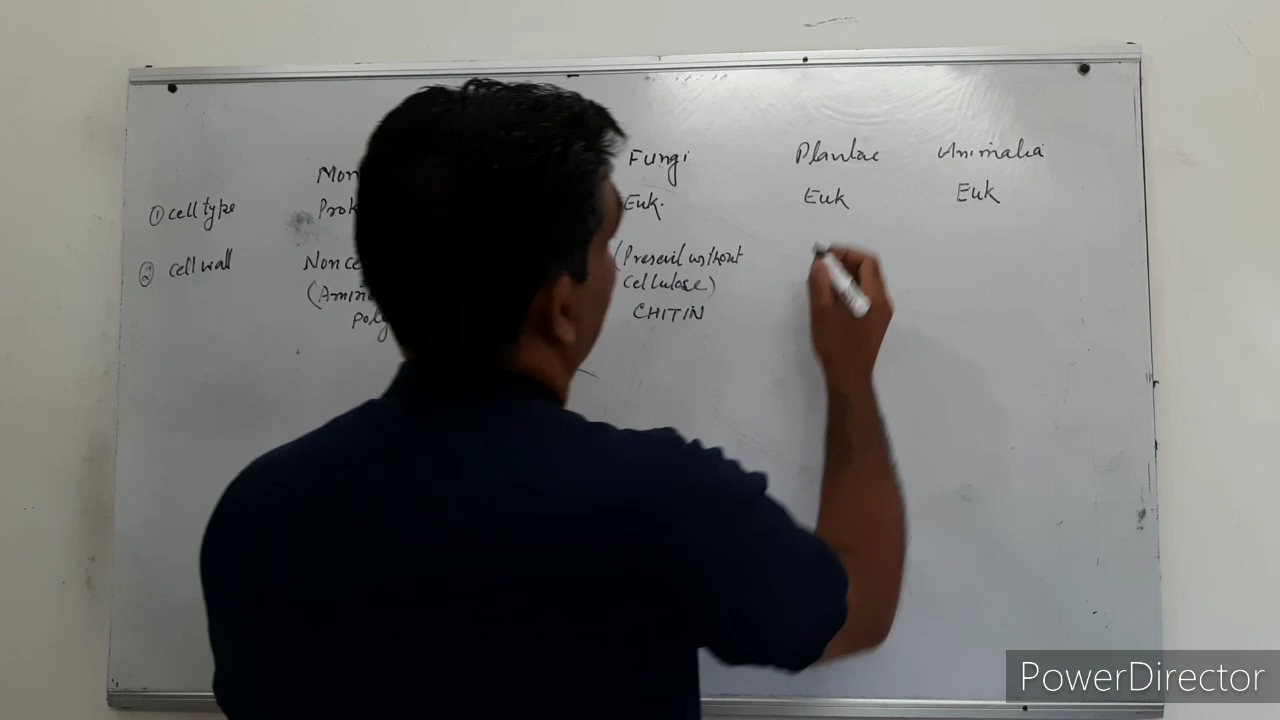 Mon
Fungi
Plantae
Animalia
① cell type
Prok
Euk.
Euk
Euk
② cell wall
Nonce
(Presevil without
(Amino
cellulose)
Poly
CHITIN
PowerDirector